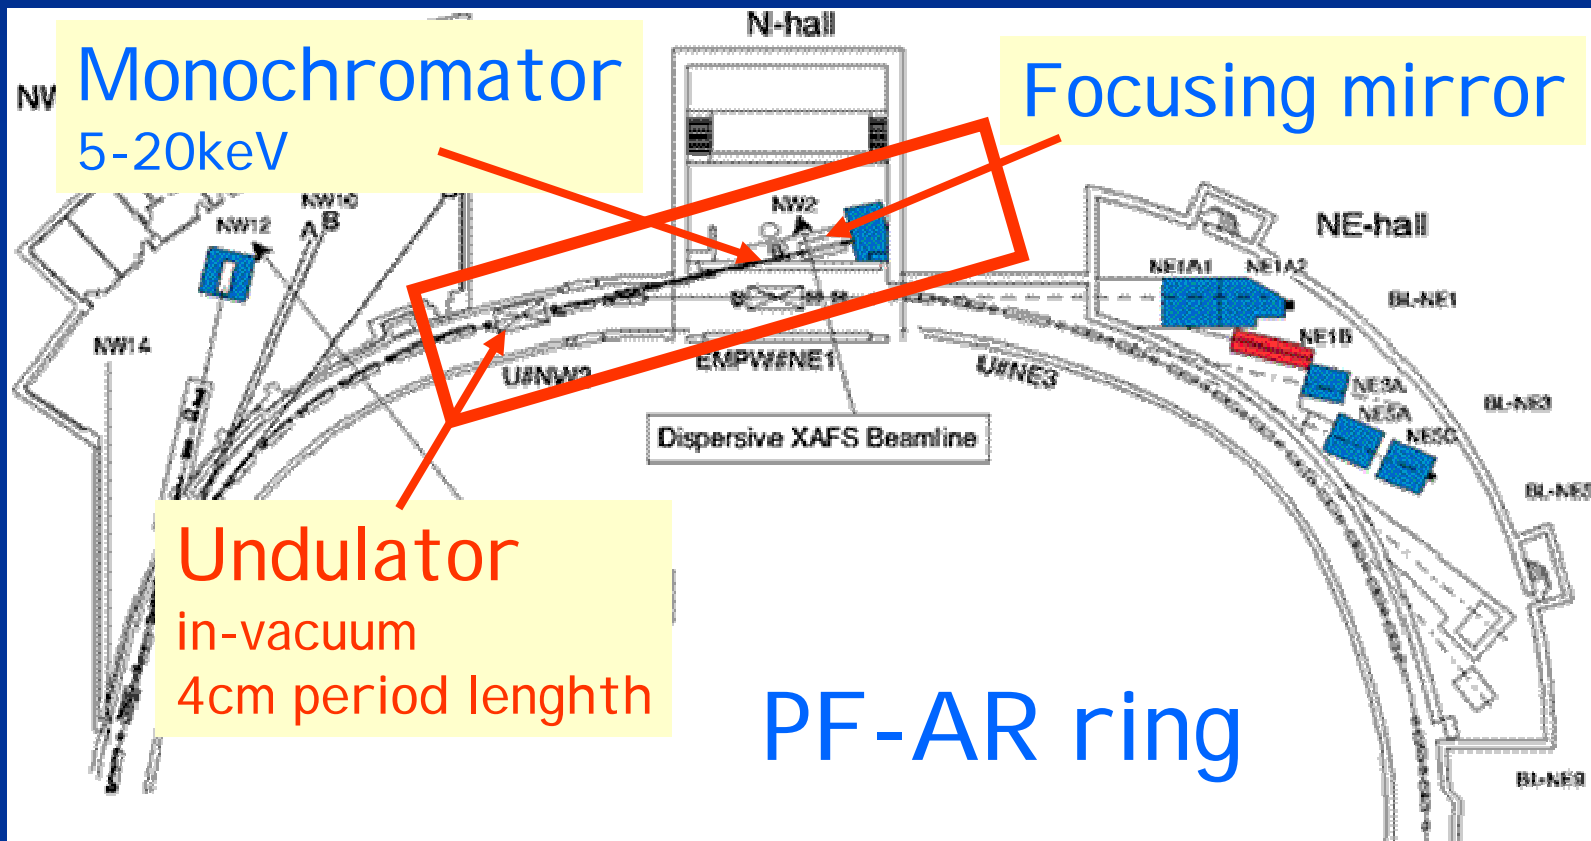 N-hall
Monochromator
5-20keV
Focusing mirror
NW
NW10
A B
NW12
NW2
NE-hall
NE1A1
NE1A2
BL-NE1
NW14
NE1B
U#NW2
EMPW#NE1
U#NE3
NE3A
BL-NE3
NE5A
NE5C
Dispersive XAFS Beamline
BL-NE5
Undulator
in-vacuum
4cm period lenghth
PF-AR ring